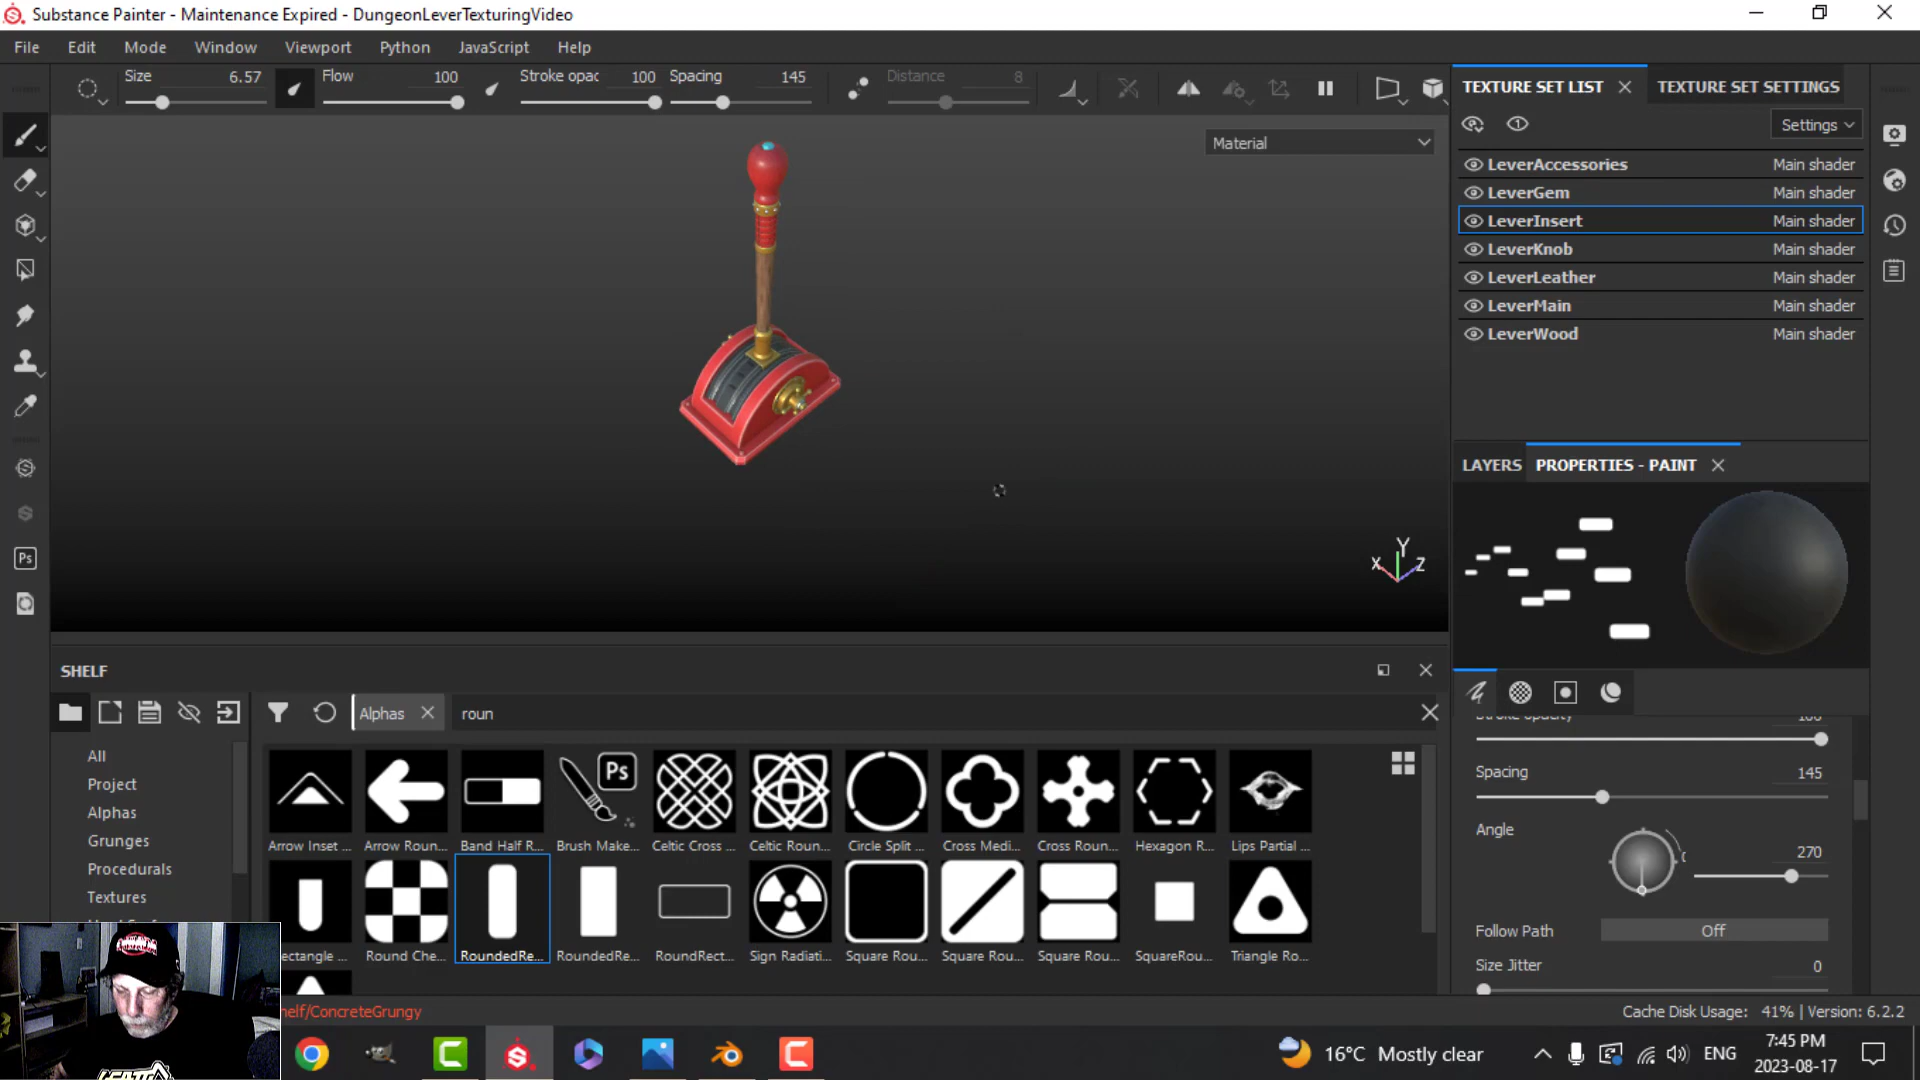 Substance Painter - Maintenance Expired - DungeonLeverTexturingVideo
File Edit Mode Window Viewport Python JavaScript Help
Size 6.57 Flow 100 Stroke opac 100 Spacing 145 Distance 8
Material
TEXTURE SET LIST TEXTURE SET SETTINGS
Settings
LeverAccessories Main shader
LeverGem Main shader
LeverInsert Main shader
LeverKnob Main shader
LeverLeather Main shader
LeverMain Main shader
LeverWood Main shader
LAYERS PROPERTIES - PAINT
Y
X Z
Ps
SHELF
Alphas roun
All
Project
Alphas
Grunges
Procedurals
Textures
Ps
Arrow Inset ... Arrow Roun... Band Half R... Brush Make... Celtic Cross ... Celtic Roun... Circle Split ... Cross Medi... Cross Roun... Hexagon R... Lips Partial ...
ectangle ... Round Che... RoundedRe... RoundedRe... RoundRect... Sign Radiati... Square Rou... Square Rou... Square Rou... SquareRou... Triangle Ro...
Spacing 145
Angle
270
Follow Path Off
Size Jitter 0
helf/ConcreteGrungy
Cache Disk Usage: 41% | Version: 6.2.2
16°C Mostly clear
ENG
7:45 PM
2023-08-17